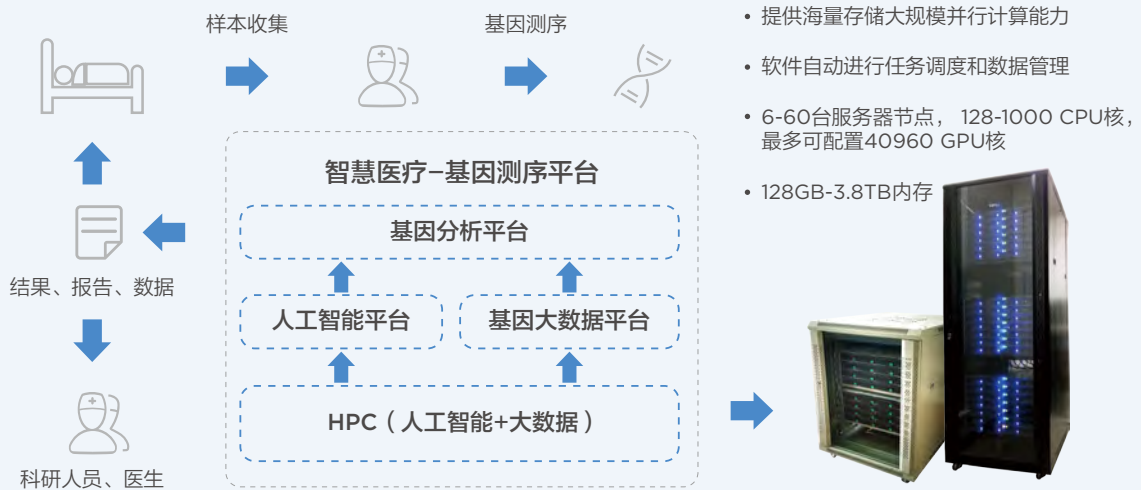 样本收集
基因测序
• 提供海量存储大规模并行计算能力
• 软件自动进行任务调度和数据管理
• 6-60台服务器节点， 128-1000 CPU核，
最多可配置40960 GPU核
• 128GB-3.8TB内存
智慧医疗–基因测序平台
基因分析平台
人工智能平台
基因大数据平台
HPC（人工智能+大数据）
结果、报告、数据
科研人员、医生